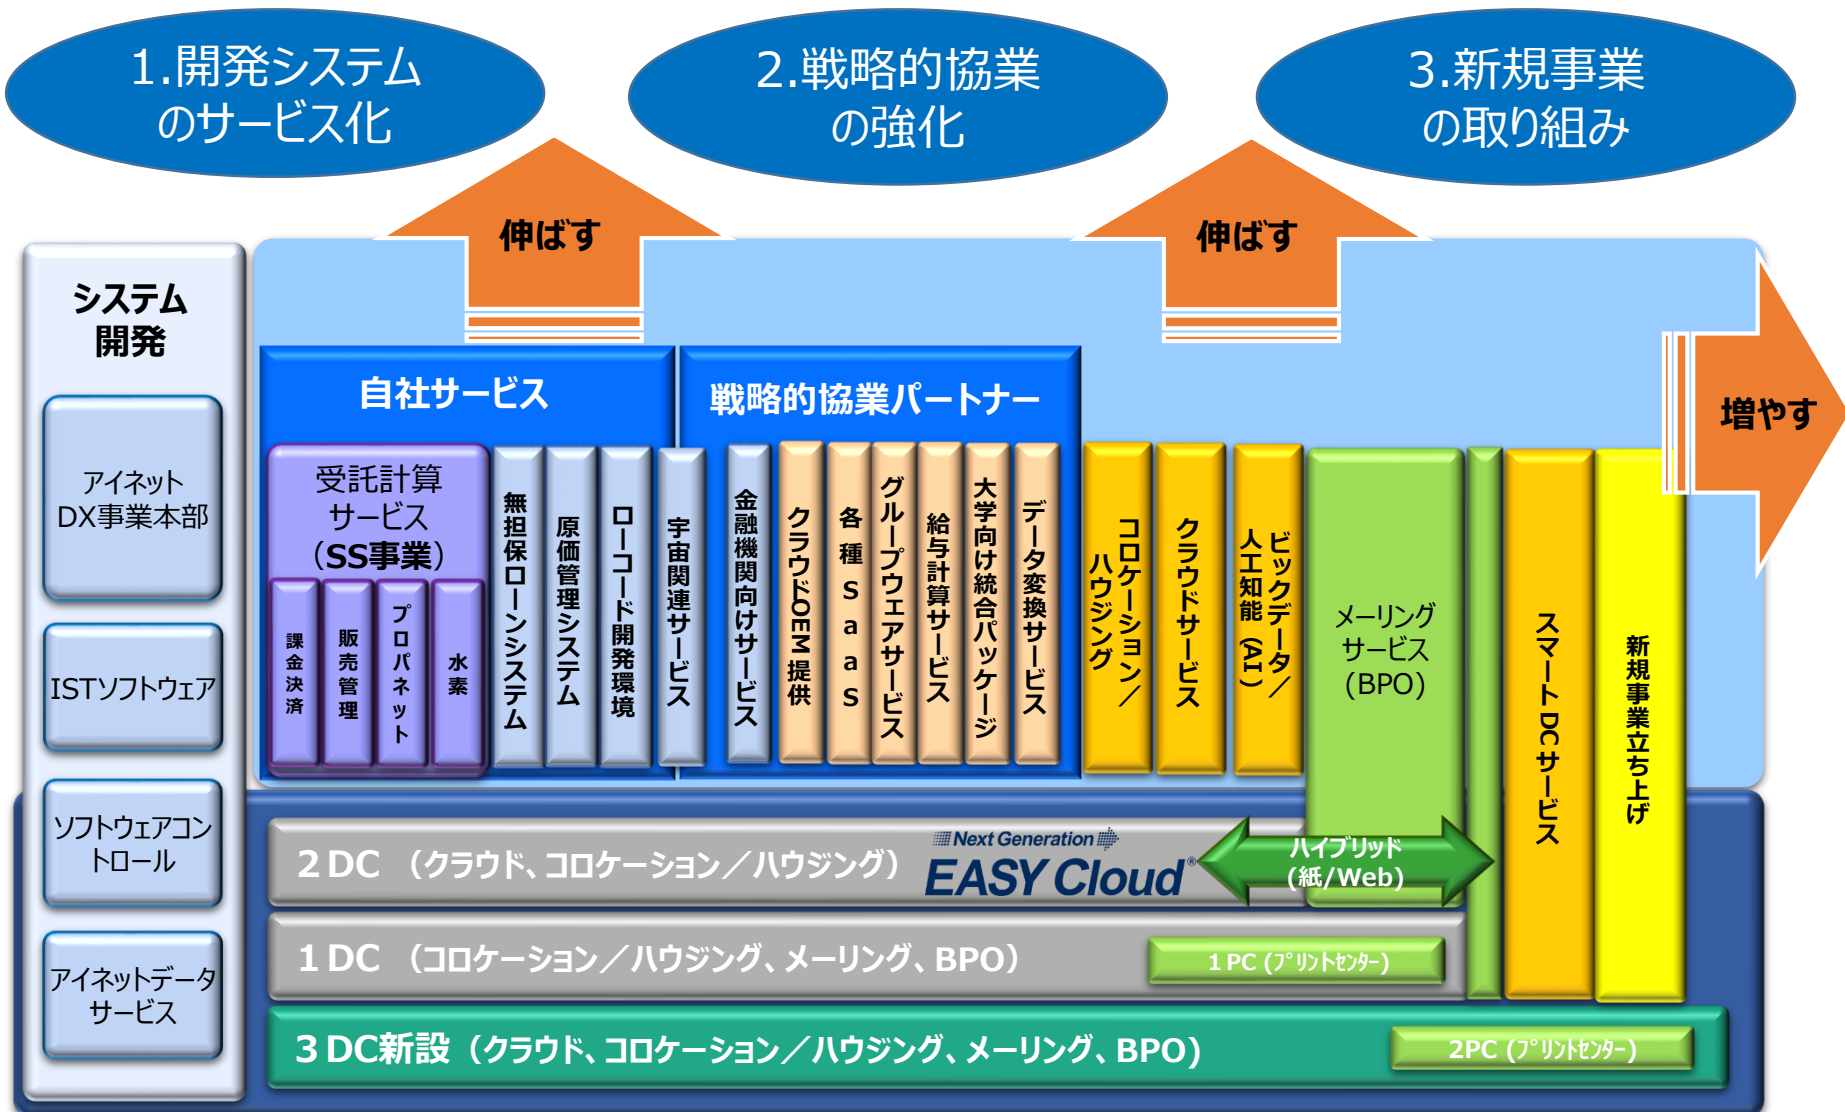 1.開発システム
のサービス化
2.戦略的協業
の強化
3.新規事業
の取り組み
伸ばす
伸ばす
増やす
システム
開発
アイネット
DX事業本部
ISTソフトウェア
ソフトウェアコン
トロール
アイネットデータ
サービス
自社サービス
戦略的協業パートナー
受託計算
サービス
（SS事業）
課金決済
販売管理
プロパネット
水素
無担保ローンシステム
原価管理システム
ローコード開発環境
宇宙関連サービス
金融機関向けサービス
クラウドOEM提供
各種SaaS
グループウェアサービス
給与計算サービス
大学向け統合パッケージ
データ変換サービス
コロケーション／
ハウジング
クラウドサービス
ビックデータ／
人工知能（AI）
メーリング
サービス
(BPO)
スマートDCサービス
新規事業立ち上げ
2DC （クラウド、コロケーション／ハウジング）
Next Generation
EASY Cloud®
ハイブリッド
(紙/Web)
1DC （コロケーション／ハウジング、メーリング、BPO）
1PC (ﾌﾟﾘﾝﾄｾﾝﾀｰ)
3DC新設（クラウド、コロケーション／ハウジング、メーリング、BPO)
2PC (ﾌﾟﾘﾝﾄｾﾝﾀｰ)